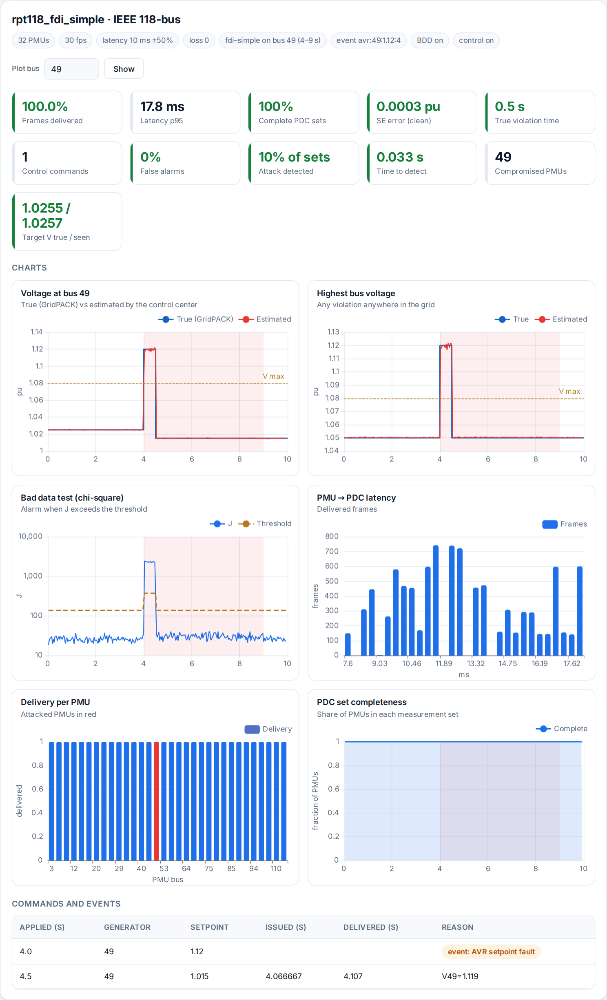 rpt118_fdi_simple · IEEE 118-bus
32 PMUs 30 fps latency 10 ms ±50% loss 0 fdi-simple on bus 49 (4–9 s) event avr:49:1.12:4 BDD on control on
Plot bus 49 Show
100.0% 17.8 ms 100% 0.0003 pu 0.5 s
Frames delivered Latency p95 Complete PDC sets SE error (clean) True violation time
1 0% 10% of sets 0.033 s 49
Control commands False alarms Attack detected Time to detect Compromised PMUs
1.0255 /
1.0257
Target V true / seen
CHARTS
Voltage at bus 49
True (GridPACK) vs estimated by the control center
True (GridPACK) Estimated
1.14
1.12
1.1
V max
1.08
pu
1.06
1.04
1.02
1
0 2 4 6 8 10
Highest bus voltage
Any violation anywhere in the grid
True Estimated
1.13
1.12
1.11
1.1
1.09
V max
pu
1.08
1.07
1.06
1.05
1.04
0 2 4 6 8 10
Bad data test (chi-square)
Alarm when J exceeds the threshold
J Threshold
10,000
1,000
J
100
10
0 2 4 6 8 10
PMU → PDC latency
Delivered frames
Frames
800
700
600
500
400
frames
300
200
100
0
7.6 9.03 10.46 11.89 13.32 14.75 16.19 17.62
ms
Delivery per PMU
Attacked PMUs in red
Delivery
1
0.8
0.6
delivered
0.4
0.2
0
3 12 20 29 40 53 64 75 85 94 110
PMU bus
PDC set completeness
Share of PMUs in each measurement set
Complete
1
0.8
0.6
fraction of PMUs
0.4
0.2
0
0 2 4 6 8 10
COMMANDS AND EVENTS
APPLIED (S) GENERATOR SETPOINT ISSUED (S) DELIVERED (S) REASON
4.0 49 1.12 event: AVR setpoint fault
4.5 49 1.015 4.066667 4.107 V49=1.119